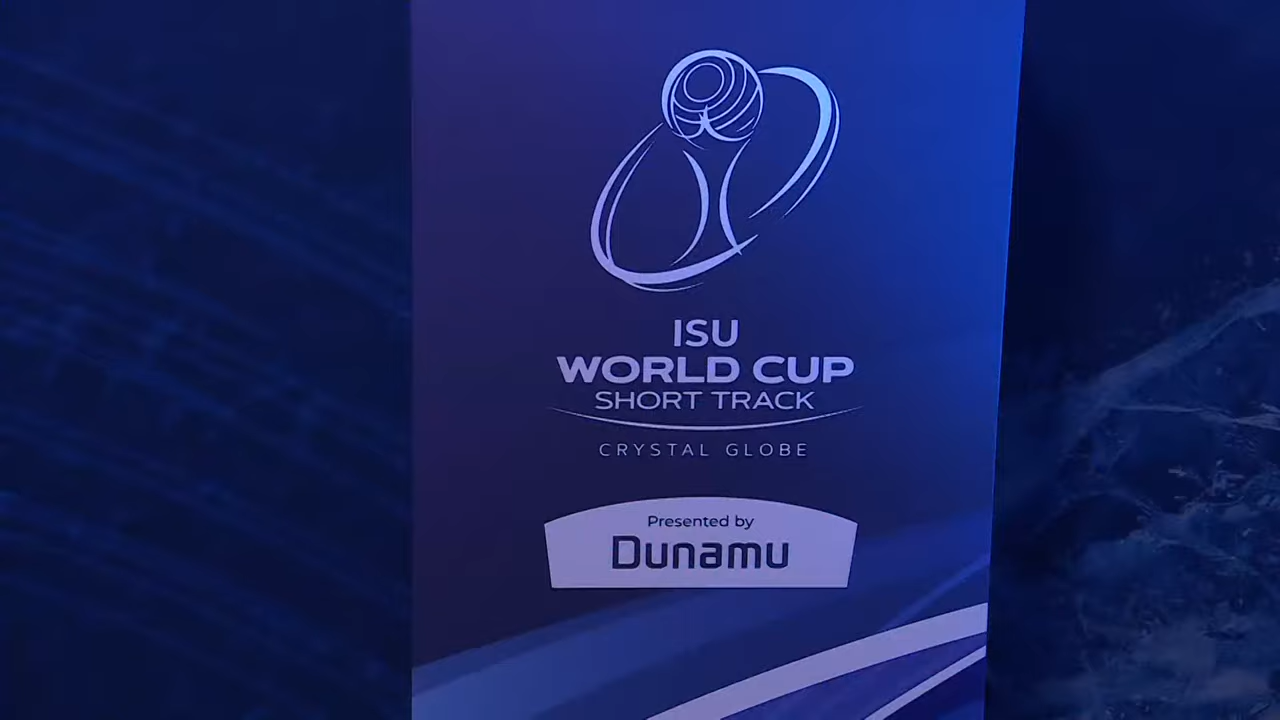 ISU
WORLD CUP
SHORT TRACK
CRYSTAL GLOBE
Presented by
Dunamu